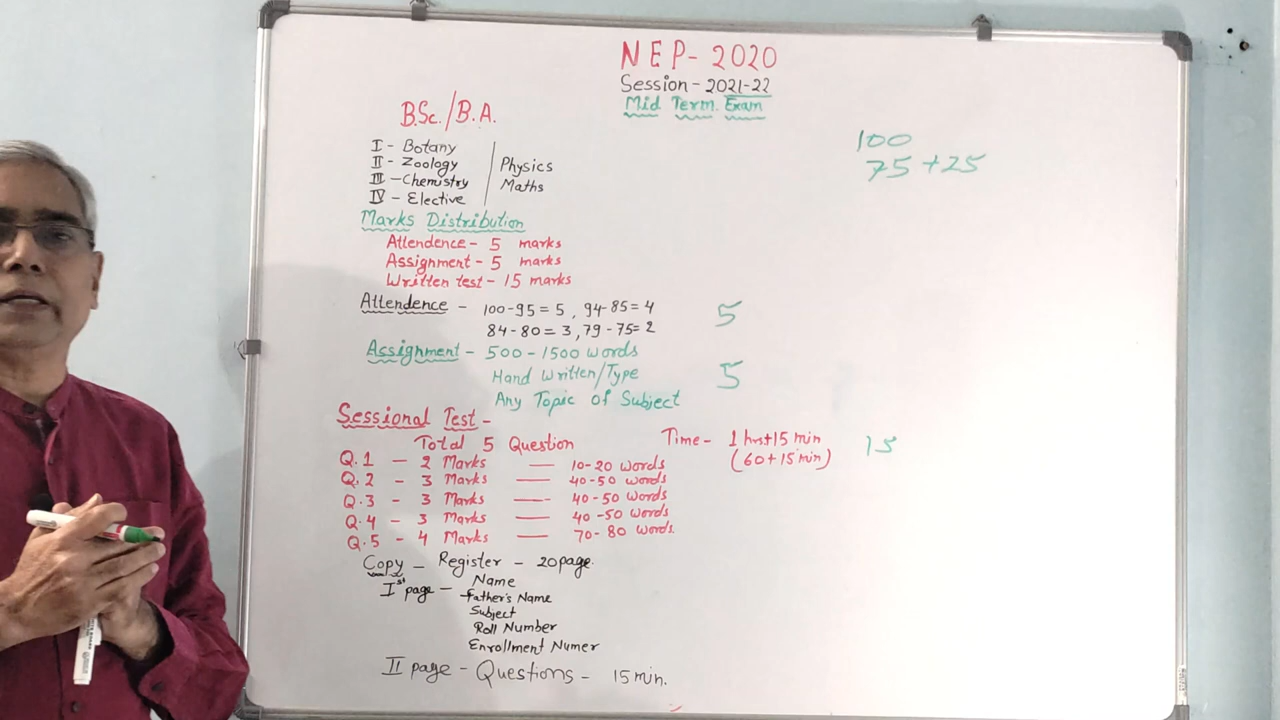 NEP-2020
Session-2021-22
Mid Term. Exam
B.Sc./B.A.
I - Botany
II - Zoology
III - Chemistry
IV - Elective
Physics
Maths
100
75 +25
Marks Distribution
Attendence - 5 marks
Assignment - 5 marks
Written test - 15 marks
Attendence - 100-95 = 5, 94-85 = 4
84-80 = 3, 79-75 = 2
5
Assignment - 500-1500 words
Hand Written/Type
Any Topic of Subject
5
Sessional Test -
Total 5 Question
Time - 1 hrs+15 min
(60+15 min)
15
Q.1 - 2 Marks — 10-20 words
Q.2 - 3 Marks — 40-50 words
Q.3 - 3 Marks — 40-50 words
Q.4 - 3 Marks — 40-50 words
Q.5 - 4 Marks — 70-80 words.
Copy - Register - 20 page.
Ist page - Name
Father's Name
Subject
Roll Number
Enrollment Numer
II page - Questions - 15 min.